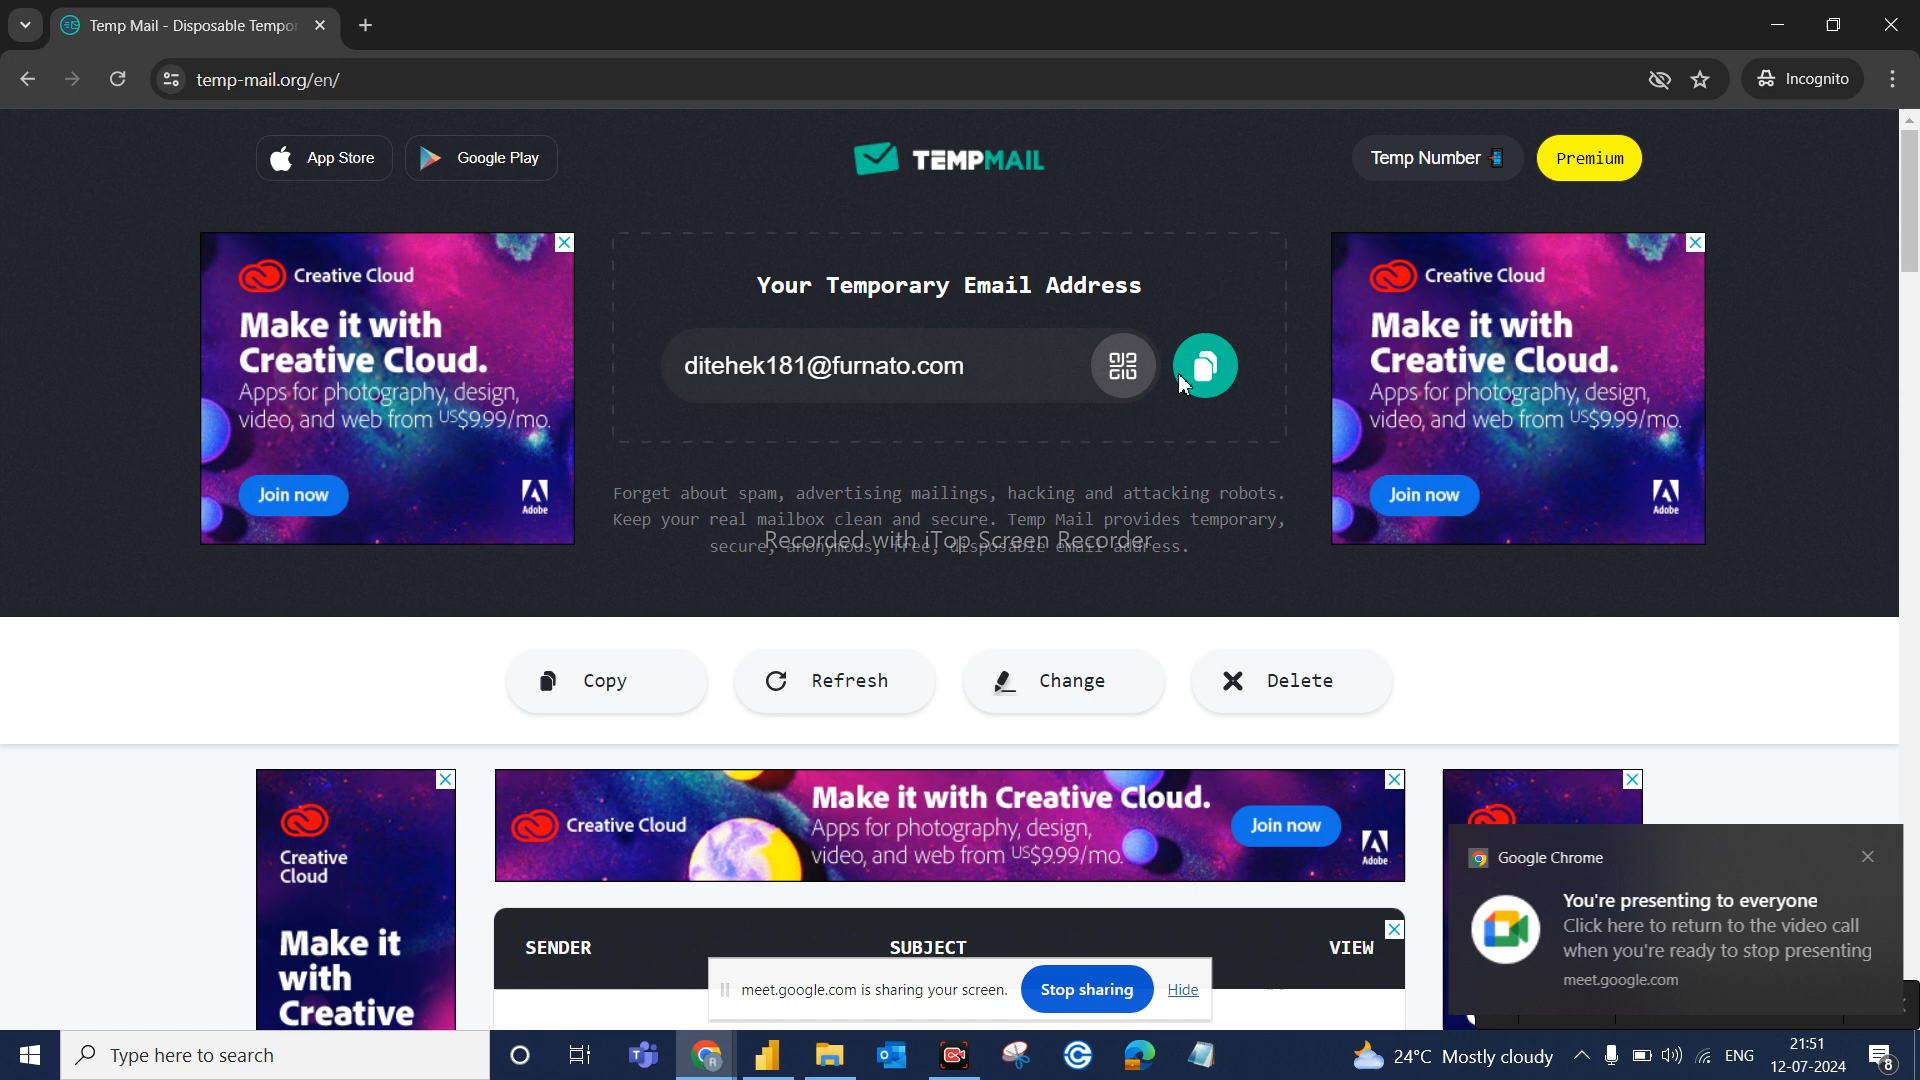 Temp Mail - Disposable Tempor
temp-mail.org/en/
Incognito
App Store
Google Play
TEMPMAIL
Temp Number
Premium
Creative Cloud
Make it with
Creative Cloud.
Apps for photography, design,
video, and web from US$9.99/mo.
Join now
Adobe
Your Temporary Email Address
ditehek181@furnato.com
Forget about spam, advertising mailings, hacking and attacking robots.
Keep your real mailbox clean and secure. Temp Mail provides temporary,
secure, anonymous, free, disposable email address.
Recorded with iTop Screen Recorder
Creative Cloud
Make it with
Creative Cloud.
Apps for photography, design,
video, and web from US$9.99/mo.
Join now
Adobe
Copy
Refresh
Change
Delete
Creative
Cloud
Make it
with
Creative
Creative Cloud
Make it with Creative Cloud.
Apps for photography, design,
video, and web from US$9.99/mo.
Join now
Adobe
SENDER
SUBJECT
VIEW
meet.google.com is sharing your screen.
Stop sharing
Hide
Google Chrome
You're presenting to everyone
Click here to return to the video call
when you're ready to stop presenting
meet.google.com
Type here to search
24°C Mostly cloudy
ENG
21:51
12-07-2024
8